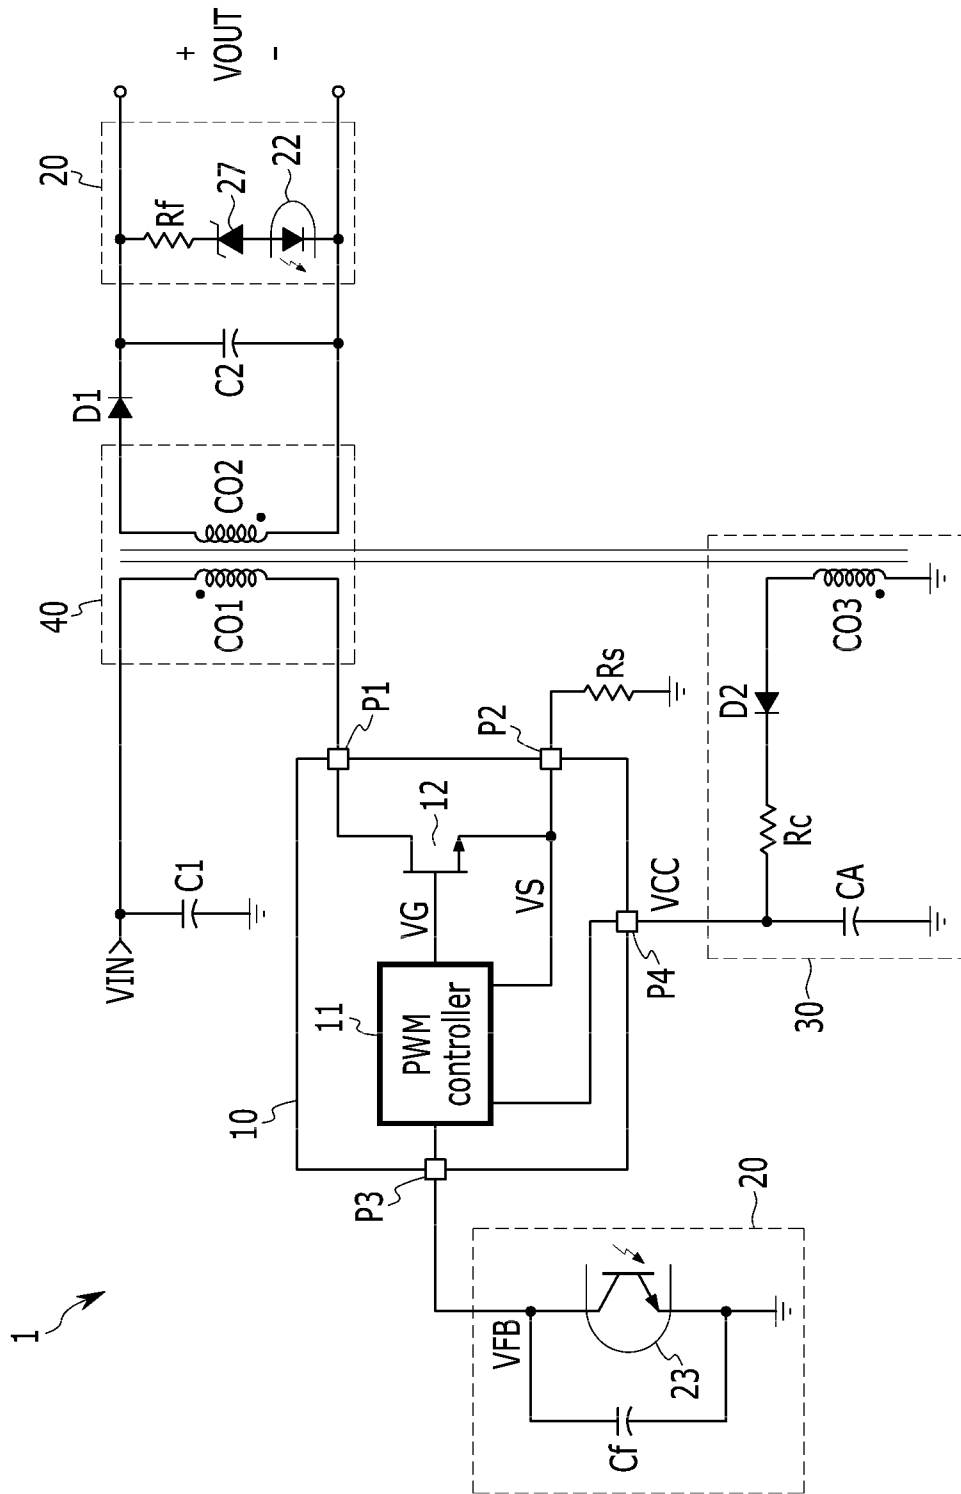 1
VIN
C1
40
CO1
CO2
D1
C2
20
Rf
27
22
+
VOUT
-
10
11
PWM
controller
VG
12
VS
P1
P2
Rs
P3
P4
VCC
20
VFB
23
Cf
30
CA
Rc
D2
CO3